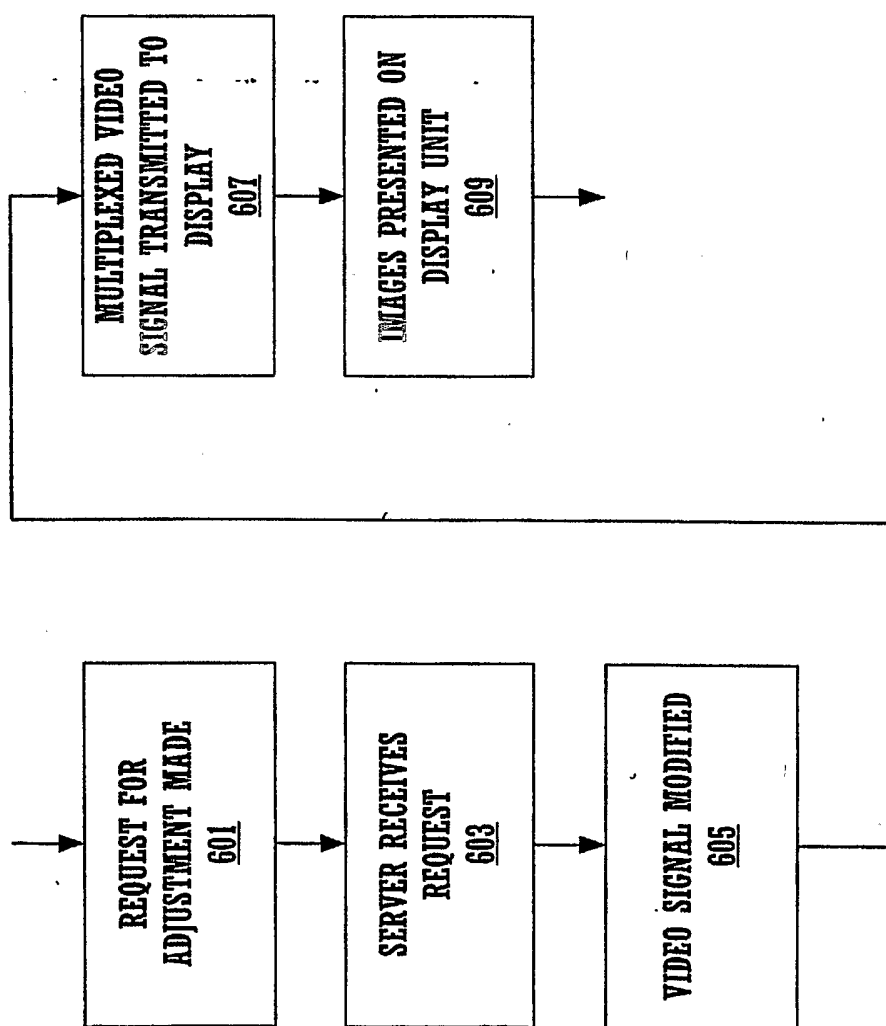 REQUEST FOR
ADJUSTMENT MADE
601
SERVER RECEIVES
REQUEST
603
VIDEO SIGNAL MODIFIED
605
MULTIPLEXED VIDEO
SIGNAL TRANSMITTED TO
DISPLAY
607
IMAGES PRESENTED ON
DISPLAY UNIT
609